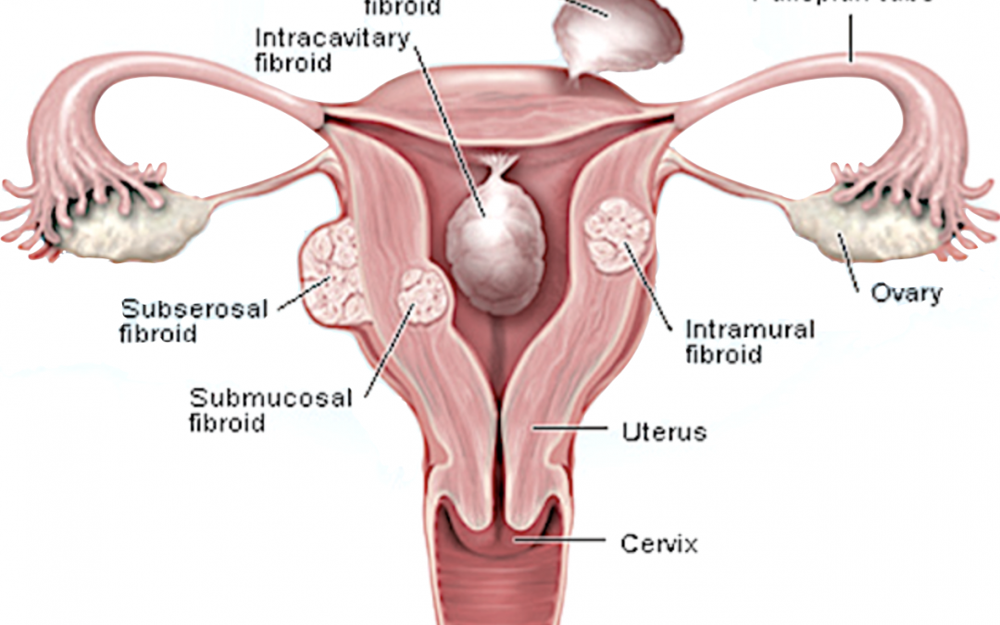 fibroid
Intracavitary
fibroid
Subserosal
fibroid
Submucosal
fibroid
Ovary
Intramural
fibroid
Uterus
Cervix